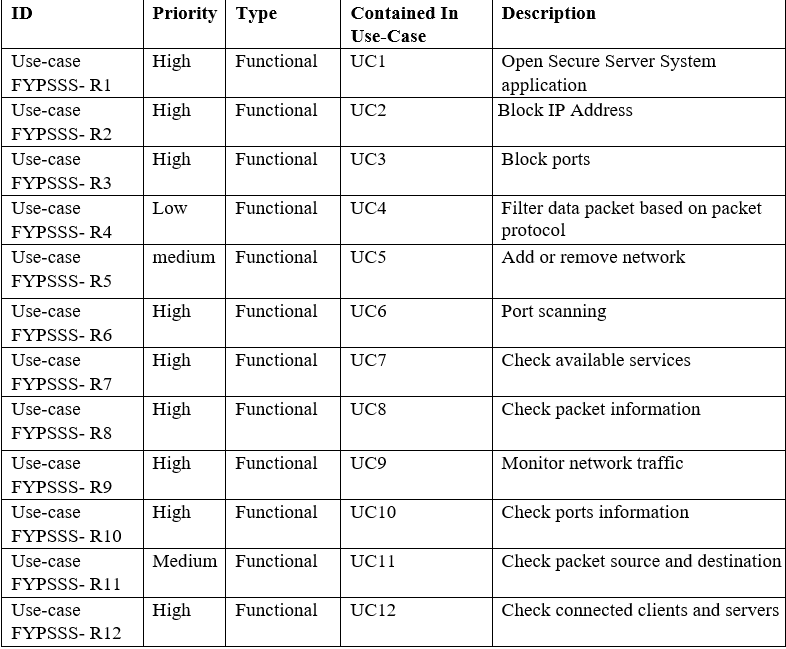 ID Priority Type Contained In Description
Use-Case
Use-case High Functional UC1 Open Secure Server System
FYPSSS- R1 application
Use-case High Functional UC2 Block IP Address
FYPSSS- R2
Use-case High Functional UC3 Block ports
FYPSSS- R3
Use-case Low Functional UC4 Filter data packet based on packet
FYPSSS- R4 protocol
Use-case medium Functional UC5 Add or remove network
FYPSSS- R5
Use-case High Functional UC6 Port scanning
FYPSSS- R6
Use-case High Functional UC7 Check available services
FYPSSS- R7
Use-case High Functional UC8 Check packet information
FYPSSS- R8
Use-case High Functional UC9 Monitor network traffic
FYPSSS- R9
Use-case High Functional UC10 Check ports information
FYPSSS- R10
Use-case Medium Functional UC11 Check packet source and destination
FYPSSS- R11
Use-case High Functional UC12 Check connected clients and servers
FYPSSS- R12